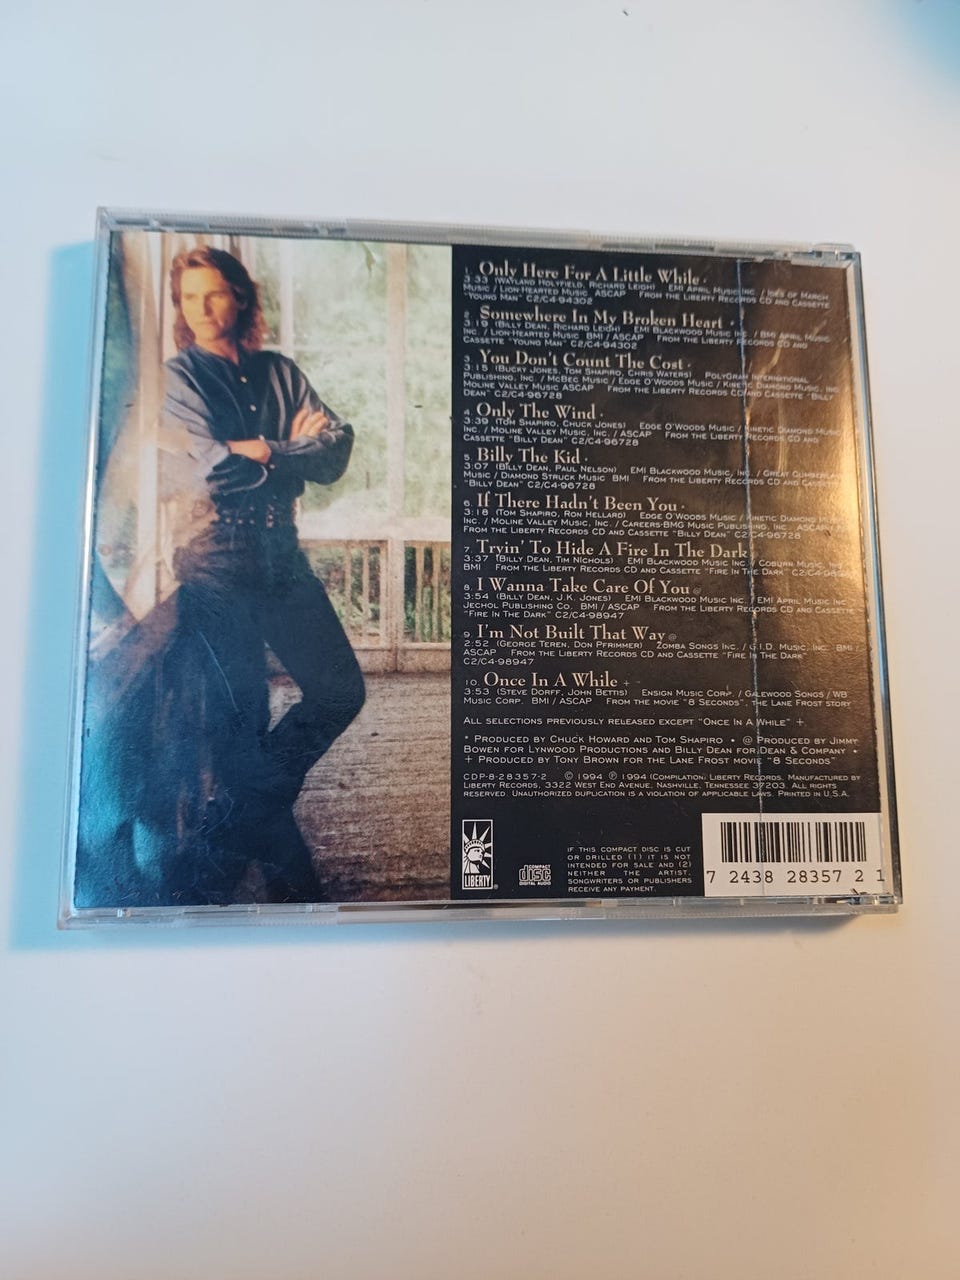 1. Only Here For A Little While •
3:33 (Wayland Holyfield, Richard Leigh) EMI April Music Inc. / Ides of March
Music / Lion-Hearted Music ASCAP From the Liberty Records CD and Cassette
"Young Man" C2/C4-94302
2. Somewhere In My Broken Heart •
3:19 (Billy Dean, Richard Leigh) EMI Blackwood Music Inc. / BMI April Music
Inc. / Lion-Hearted Music BMI / ASCAP From the Liberty Records CD and
Cassette "Young Man" C2/C4-94302
3. You Don't Count The Cost •
3:15 (Bucky Jones, Tom Shapiro, Chris Waters) PolyGram International
Publishing, Inc. / McBec Music / Edge O'Woods Music / Kinetic Diamond Music, Inc.
Moline Valley Music ASCAP From the Liberty Records CD and Cassette "Billy
Dean" C2/C4-96728
4. Only The Wind •
3:39 (Tom Shapiro, Chuck Jones) Edge O'Woods Music / Kinetic Diamond Music
Inc. / Moline Valley Music, Inc. / ASCAP From the Liberty Records CD and
Cassette "Billy Dean" C2/C4-96728
5. Billy The Kid •
3:07 (Billy Dean, Paul Nelson) EMI Blackwood Music, Inc. / Great Cumberland
Music / Diamond Struck Music BMI From the Liberty Records CD and Cassette
"Billy Dean" C2/C4-96728
6. If There Hadn't Been You •
3:18 (Tom Shapiro, Ron Hellard) Edge O'Woods Music / Kinetic Diamond
Inc. / Moline Valley Music, Inc. / Careers-BMG Music Publishing, Inc. ASCAP
From the Liberty Records CD and Cassette "Billy Dean" C2/C4-96728
7. Tryin' To Hide A Fire In The Dark
3:37 (Billy Dean, Tim Nichols) EMI Blackwood Music Inc. / Coburn Music, Inc.
BMI From the Liberty Records CD and Cassette "Fire In The Dark"
8. I Wanna Take Care Of You @
3:54 (Billy Dean, J.K. Jones) EMI Blackwood Music Inc. / EMI April Music Inc.
Jechol Publishing Co. BMI / ASCAP From the Liberty Records CD and Cassette
"Fire In The Dark" C2/C4-98947
9. I'm Not Built That Way @
2:52 (George Teren, Don Pfrimmer) Zomba Songs Inc. / G.I.D. Music, Inc. BMI /
ASCAP From the Liberty Records CD and Cassette "Fire In The Dark"
C2/C4-98947
10. Once In A While +
3:53 (Steve Dorff, John Bettis) Ensign Music Corp. / Galewood Songs / WB
Music Corp. BMI / ASCAP From the movie "8 Seconds", the Lane Frost story
All selections previously released except "Once In A While" +
* Produced by Chuck Howard and Tom Shapiro • @ Produced by Jimmy
Bowen for Lynwood Productions and Billy Dean for Dean & Company •
+ Produced by Tony Brown for the Lane Frost movie "8 Seconds"
CDP-8-28357-2 © 1994 ℗ 1994 (Compilation) Liberty Records. Manufactured by
Liberty Records, 3322 West End Avenue, Nashville, Tennessee 37203. All rights
reserved. Unauthorized duplication is a violation of applicable laws. Printed in U.S.A.
LIBERTY ®
COMPACT disc DIGITAL AUDIO
If this compact disc is cut
or drilled (1) it is not
intended for sale and (2)
neither the artist,
songwriters or publishers
receive any payment.
7 2438 28357 2 1